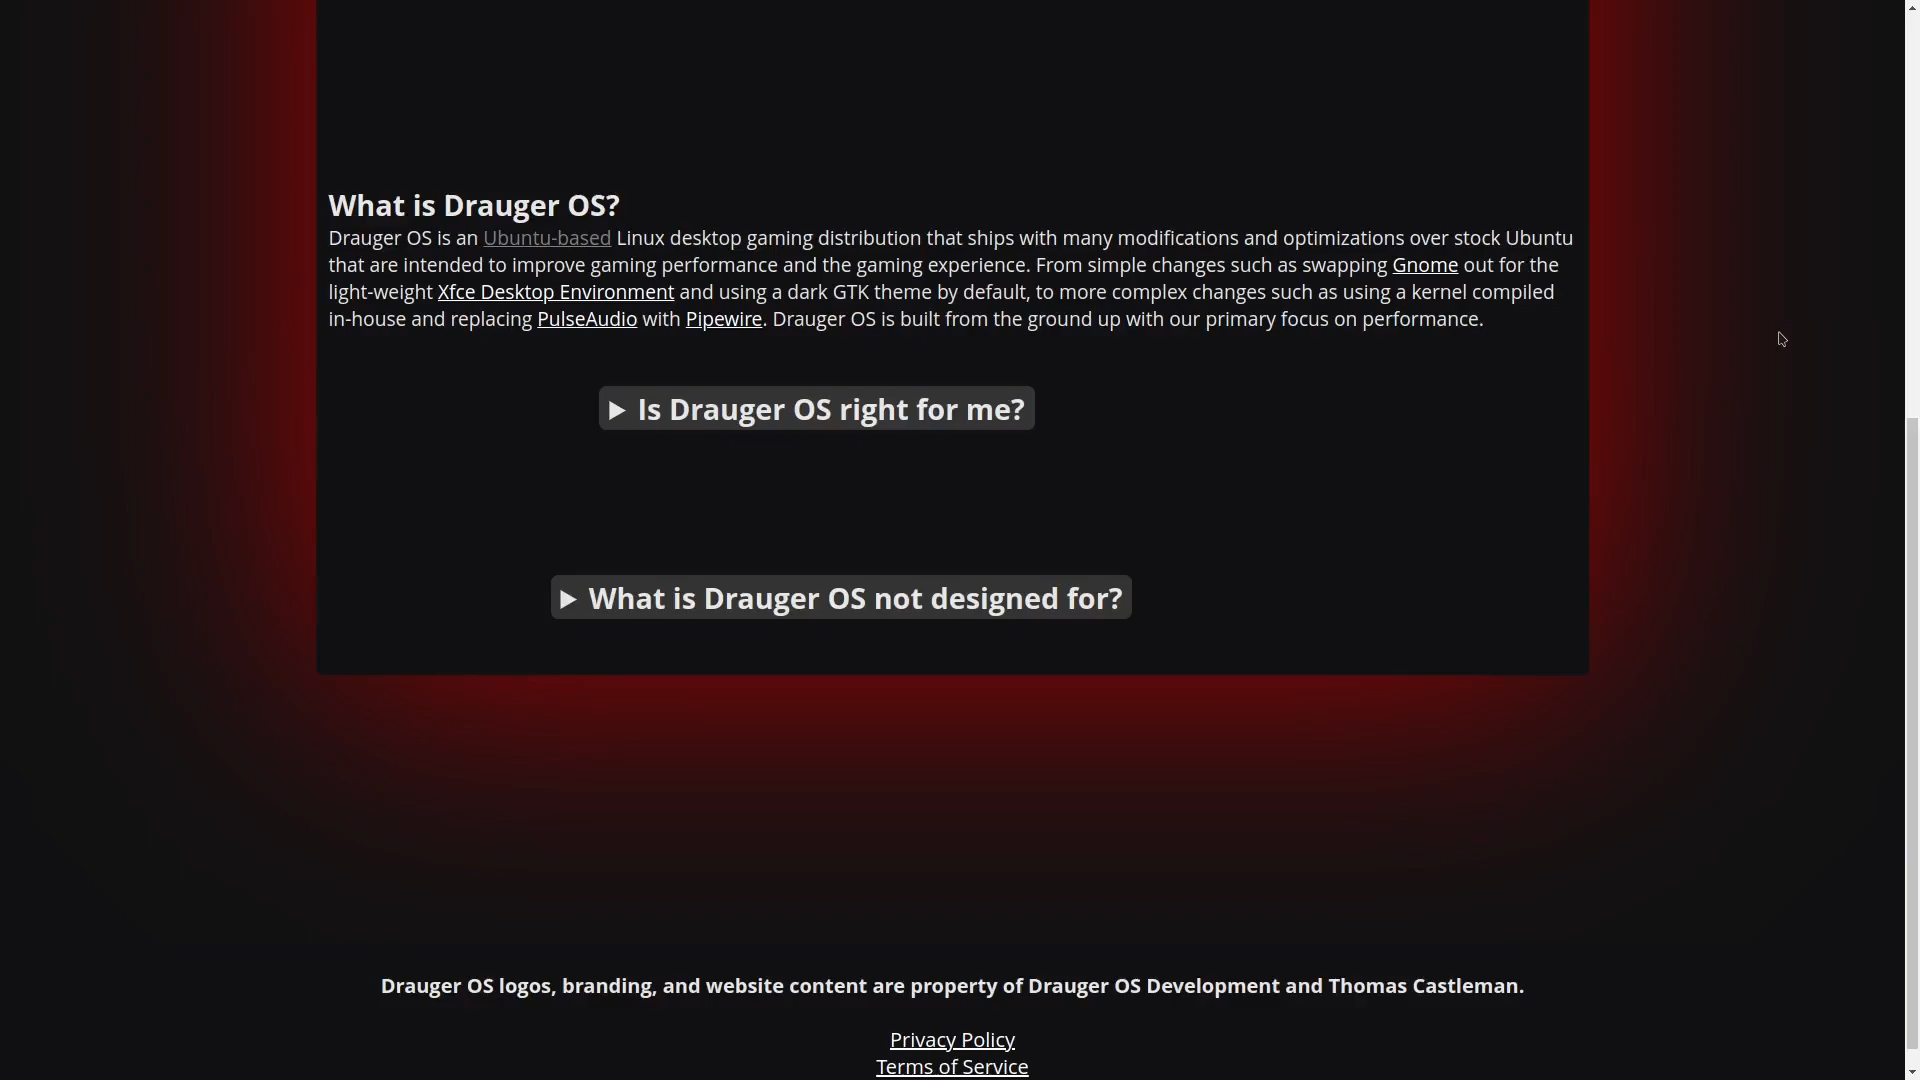 What is Drauger OS?
Drauger OS is an Ubuntu-based Linux desktop gaming distribution that ships with many modifications and optimizations over stock Ubuntu
that are intended to improve gaming performance and the gaming experience. From simple changes such as swapping Gnome out for the
light-weight Xfce Desktop Environment and using a dark GTK theme by default, to more complex changes such as using a kernel compiled
in-house and replacing PulseAudio with Pipewire. Drauger OS is built from the ground up with our primary focus on performance.
Is Drauger OS right for me?
What is Drauger OS not designed for?
Drauger OS logos, branding, and website content are property of Drauger OS Development and Thomas Castleman.
Privacy Policy
Terms of Service